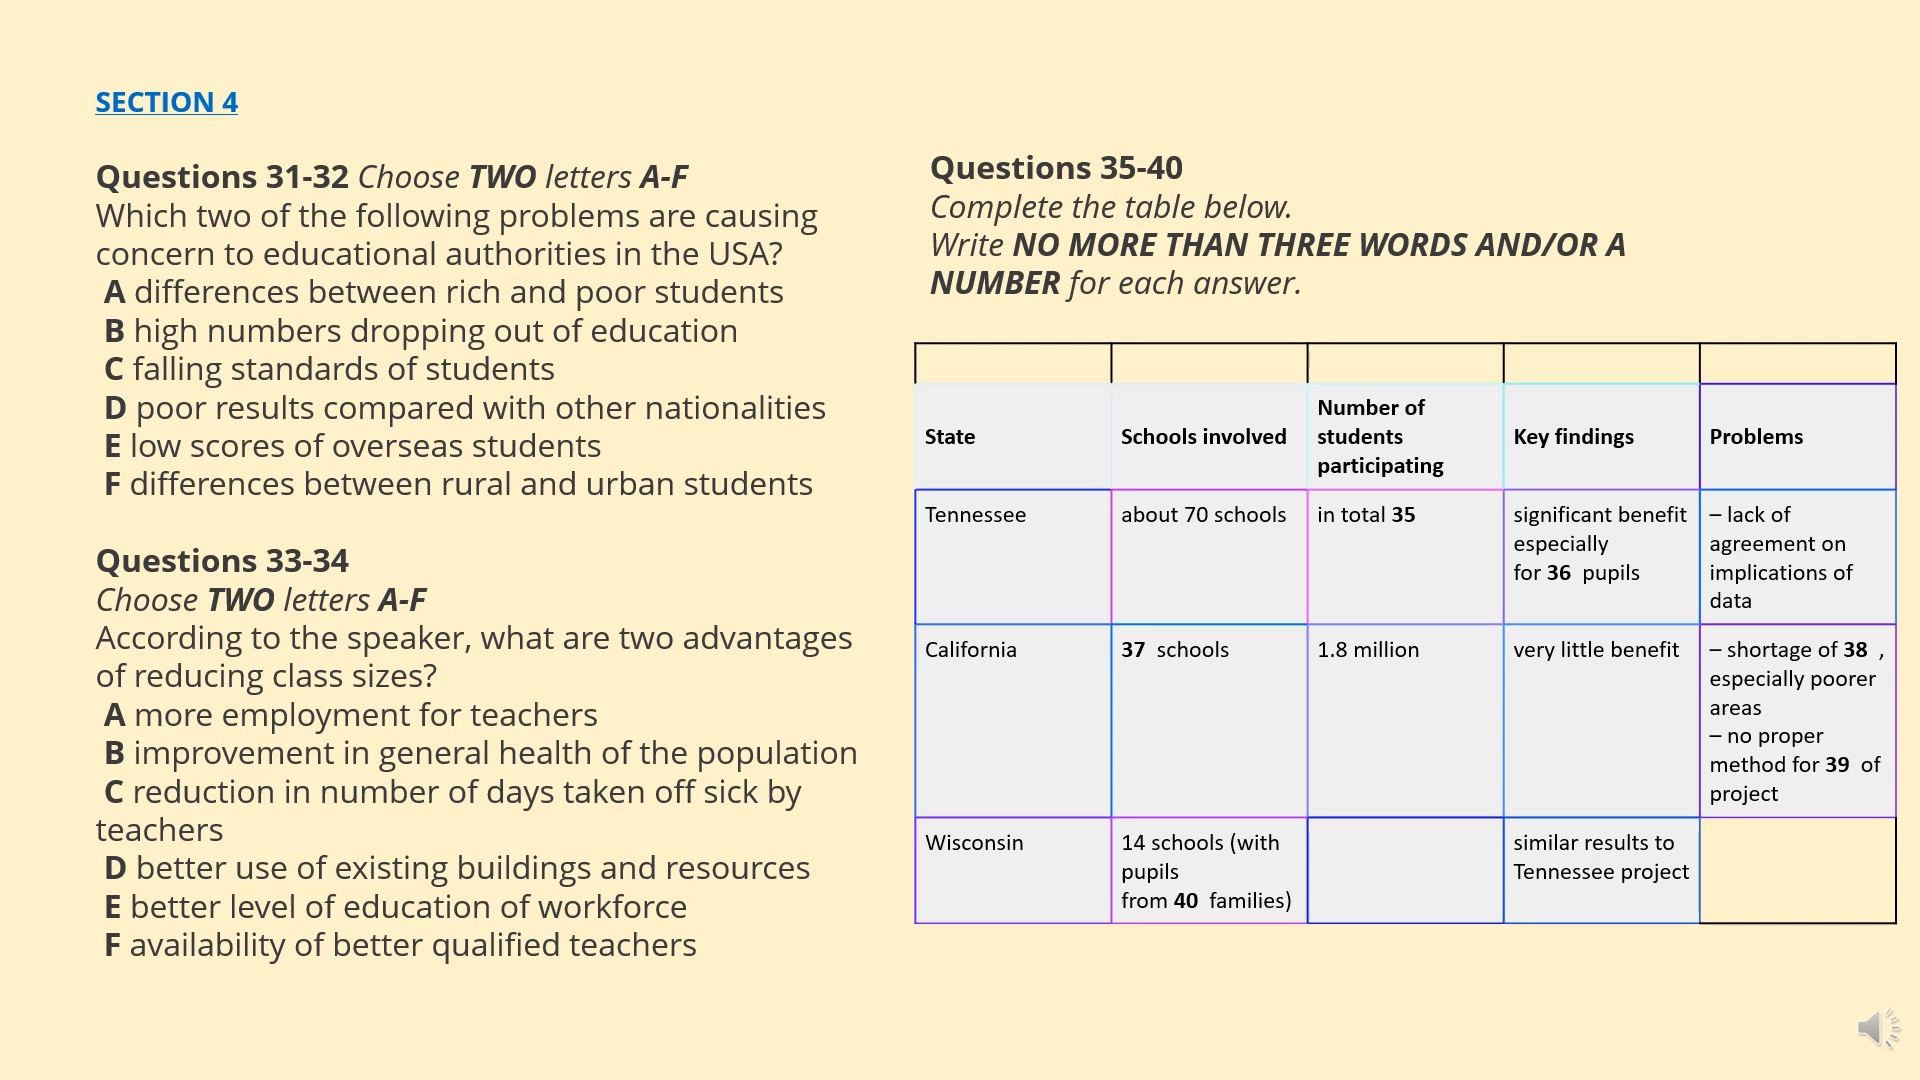 SECTION 4
Questions 31-32 Choose TWO letters A-F
Which two of the following problems are causing
concern to educational authorities in the USA?
A differences between rich and poor students
B high numbers dropping out of education
C falling standards of students
D poor results compared with other nationalities
E low scores of overseas students
F differences between rural and urban students
Questions 33-34
Choose TWO letters A-F
According to the speaker, what are two advantages
of reducing class sizes?
A more employment for teachers
B improvement in general health of the population
C reduction in number of days taken off sick by
teachers
D better use of existing buildings and resources
E better level of education of workforce
F availability of better qualified teachers
Questions 35-40
Complete the table below.
Write NO MORE THAN THREE WORDS AND/OR A
NUMBER for each answer.
State
Schools involved
Number of
students
participating
Key findings
Problems
Tennessee
about 70 schools
in total 35
significant benefit
especially
for 36 pupils
– lack of
agreement on
implications of
data
California
37 schools
1.8 million
very little benefit
– shortage of 38 ,
especially poorer
areas
– no proper
method for 39 of
project
Wisconsin
14 schools (with
pupils
from 40 families)
similar results to
Tennessee project